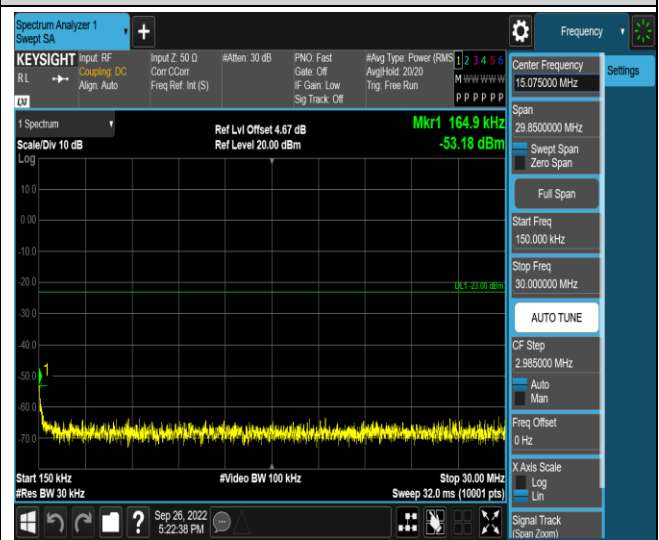 Spectrum Analyzer 1
Swept SA
+
Frequency
KEYSIGHT
RL
LXI
Input: RF
Coupling: DC
Align: Auto
Input Z: 50 Ω
Corr CCorr
Freq Ref: Int (S)
#Atten: 30 dB
PNO: Fast
Gate: Off
IF Gain: Low
Sig Track: Off
#Avg Type: Power (RMS
Avg|Hold: 20/20
Trig: Free Run
1 2 3 4 5 6
M W W W W W
P P P P P P
1 Spectrum
Scale/Div 10 dB
Ref Lvl Offset 4.67 dB
Ref Level 20.00 dBm
Mkr1 164.9 kHz
-53.18 dBm
Log
10.0
0.00
-10.0
-20.0
DL1 -23.00 dBm
-30.0
-40.0
-50.0
1
-60.0
-70.0
Start 150 kHz
#Res BW 30 kHz
#Video BW 100 kHz
Stop 30.00 MHz
Sweep 32.0 ms (10001 pts)
Sep 26, 2022
5:22:38 PM
Center Frequency
15.075000 MHz
Settings
Span
29.8500000 MHz
Swept Span
Zero Span
Full Span
Start Freq
150.000 kHz
Stop Freq
30.000000 MHz
AUTO TUNE
CF Step
2.985000 MHz
Auto
Man
Freq Offset
0 Hz
X Axis Scale
Log
Lin
Signal Track
(Span Zoom)